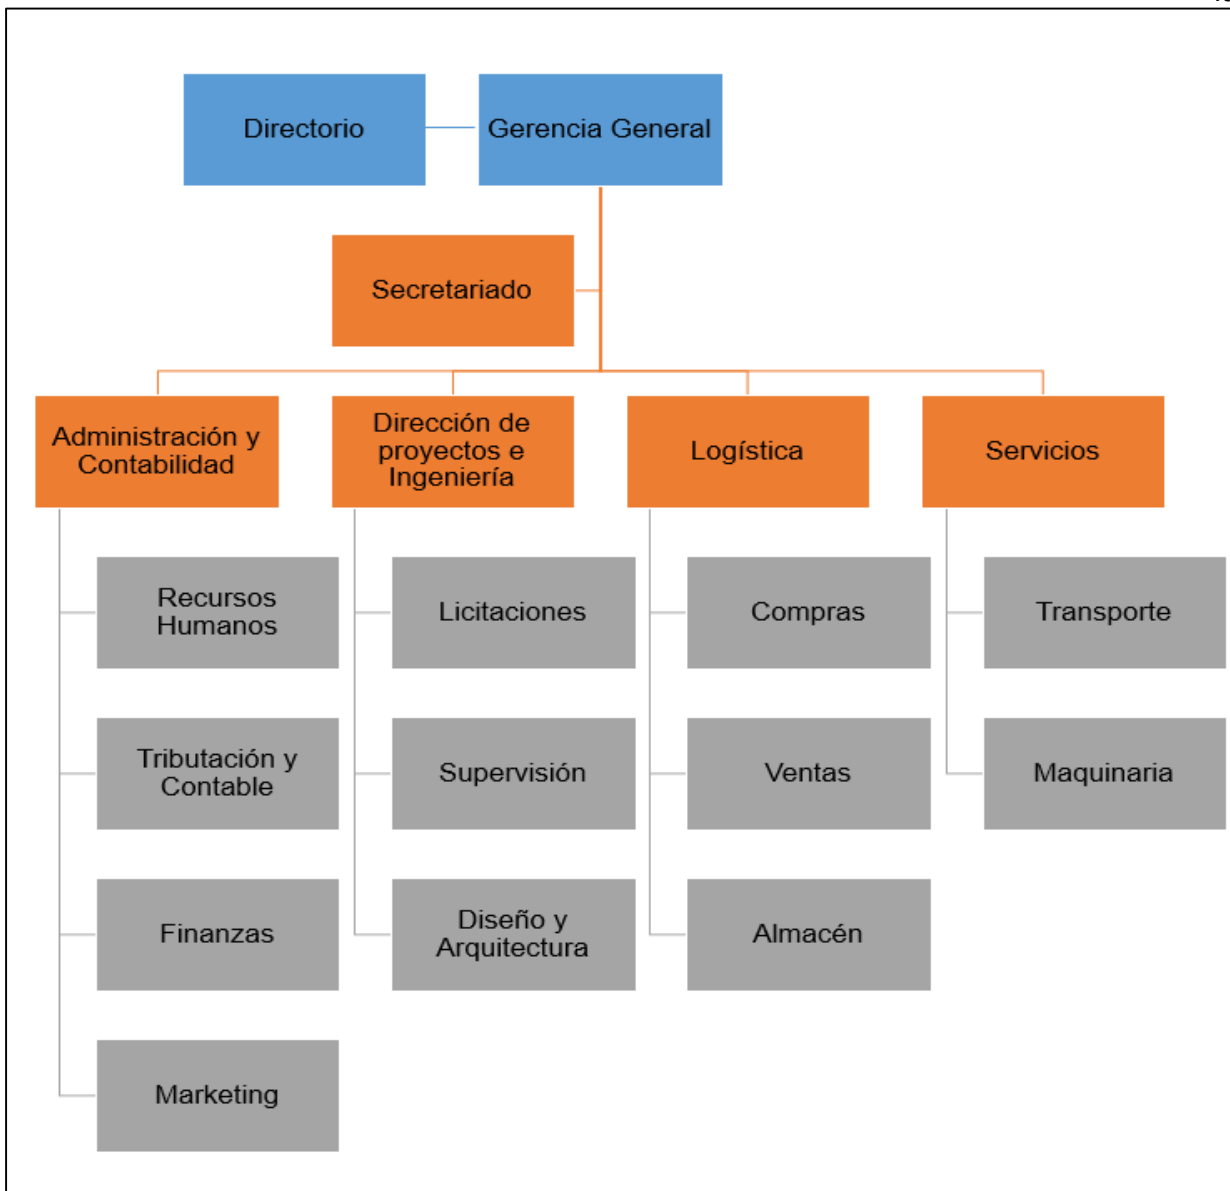 Directorio
Gerencia General
Secretariado
Administración y
Contabilidad
Dirección de
proyectos e
Ingeniería
Logística
Servicios
Recursos
Humanos
Licitaciones
Compras
Transporte
Tributación y
Contable
Supervisión
Ventas
Maquinaria
Finanzas
Diseño y
Arquitectura
Almacén
Marketing